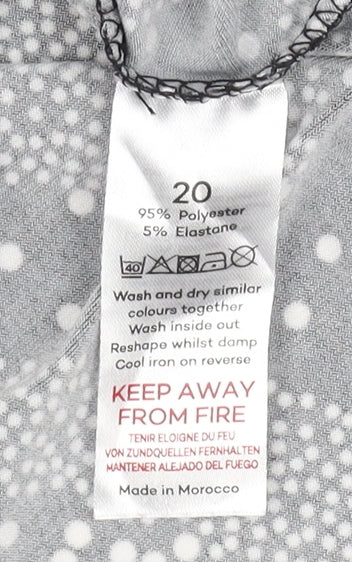 20
95% Polyester
5% Elastane
40
Wash and dry similar
colours together
Wash inside out
Reshape whilst damp
Cool iron on reverse
KEEP AWAY
FROM FIRE
TENIR ELOIGNE DU FEU
VON ZUNDQUELLEN FERNHALTEN
MANTENER ALEJADO DEL FUEGO
Made in Morocco